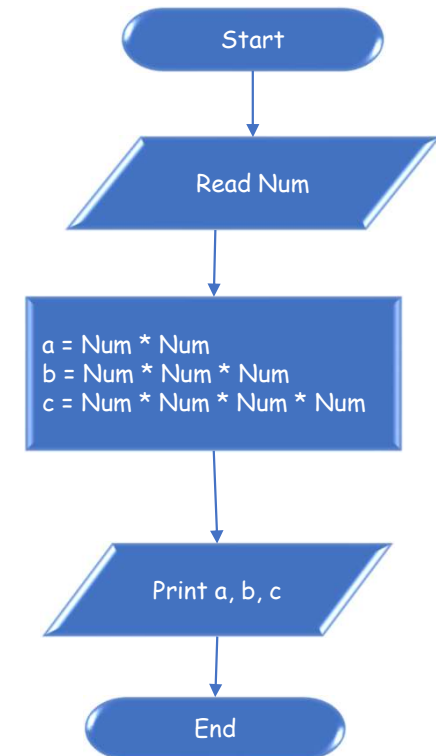 Start
Read Num
a = Num * Num
b = Num * Num * Num
c = Num * Num * Num * Num
Print a, b, c
End